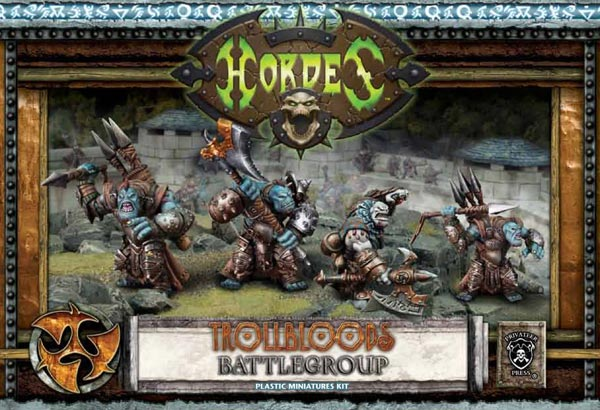 HORDES
TROLLBLOODS
BATTLEGROUP
PLASTIC MINIATURES KIT
PRIVATEER
PRESS